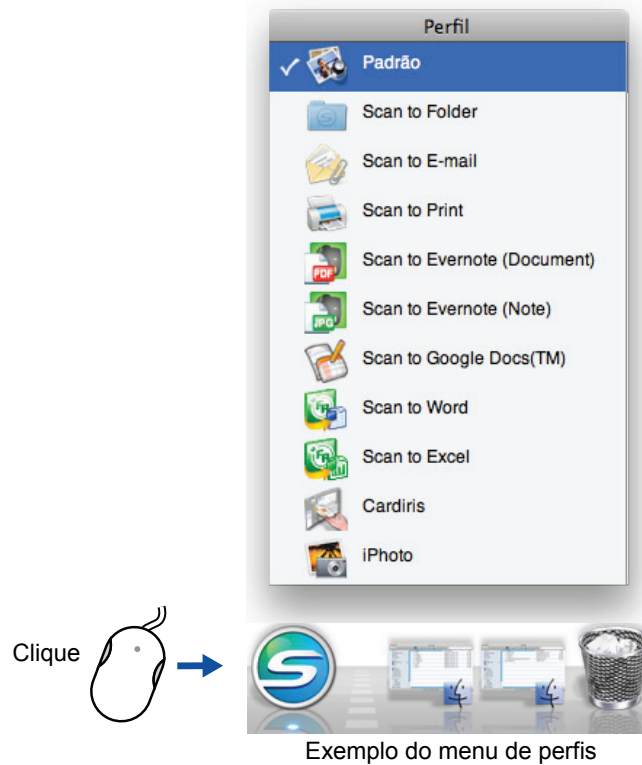 Perfil
Padrão
Scan to Folder
Scan to E-mail
Scan to Print
PDF
Scan to Evernote (Document)
JPG
Scan to Evernote (Note)
Scan to Google Docs(TM)
Scan to Word
Scan to Excel
Cardiris
iPhoto
Clique
Exemplo do menu de perfis